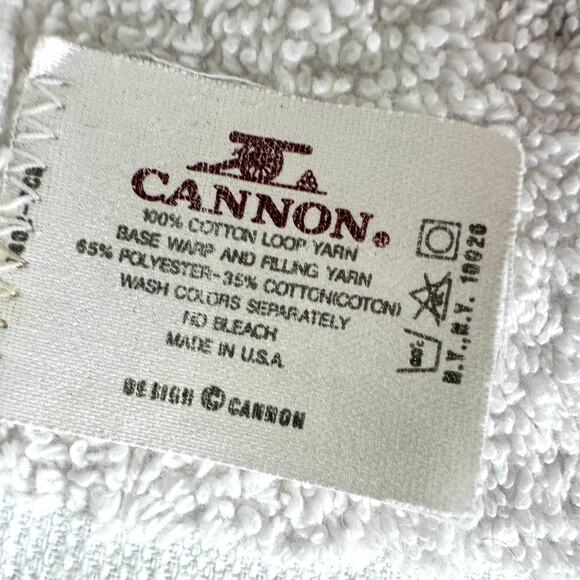 CANNON®
100% COTTON LOOP YARN
BASE WARP AND FILLING YARN
65% POLYESTER-35% COTTON(COTON)
WASH COLORS SEPARATELY
NO BLEACH
MADE IN U.S.A.
DESIGN © CANNON
N.Y., N.Y. 10020